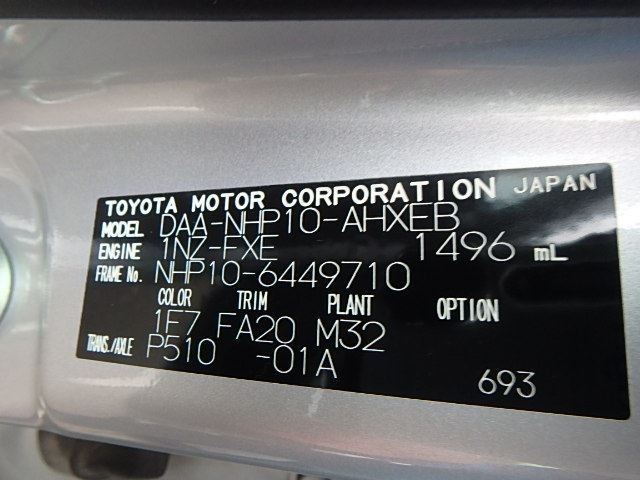 TOYOTA MOTOR CORPORATION JAPAN
MODEL DAA-NHP10-AHXEB
ENGINE 1NZ-FXE 1496 mL
FRAME No. NHP10-6449710
COLOR TRIM PLANT OPTION
1F7 FA20 M32
TRANS./AXLE P510 -01A
693